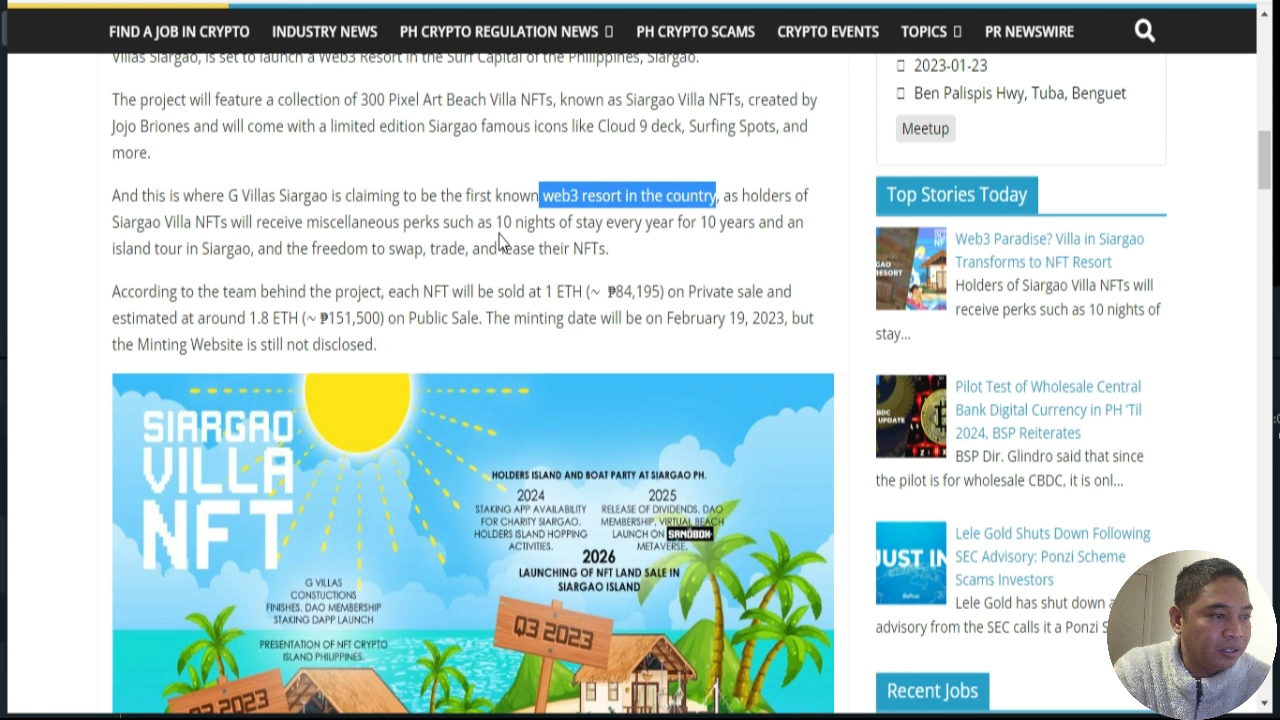 FIND A JOB IN CRYPTO INDUSTRY NEWS PH CRYPTO REGULATION NEWS PH CRYPTO SCAMS CRYPTO EVENTS TOPICS PR NEWSWIRE
Villas Siargao, is set to launch a Web3 Resort in the Surf Capital of the Philippines, Siargao.
The project will feature a collection of 300 Pixel Art Beach Villa NFTs, known as Siargao Villa NFTs, created by
Jojo Briones and will come with a limited edition Siargao famous icons like Cloud 9 deck, Surfing Spots, and
more.
And this is where G Villas Siargao is claiming to be the first known web3 resort in the country, as holders of
Siargao Villa NFTs will receive miscellaneous perks such as 10 nights of stay every year for 10 years and an
island tour in Siargao, and the freedom to swap, trade, and lease their NFTs.
According to the team behind the project, each NFT will be sold at 1 ETH (~ ₱84,195) on Private sale and
estimated at around 1.8 ETH (~ ₱151,500) on Public Sale. The minting date will be on February 19, 2023, but
the Minting Website is still not disclosed.
SIARGAO
VILLA
NFT
HOLDERS ISLAND AND BOAT PARTY AT SIARGAO PH.
2024
STAKING APP AVAILABILITY
FOR CHARITY SIARGAO.
HOLDERS ISLAND HOPPING
ACTIVITIES.
2025
RELEASE OF DIVIDENDS, DAO
MEMBERSHIP, VIRTUAL BEACH
LAUNCH ON SANDBOX
METAVERSE.
2026
LAUNCHING OF NFT LAND SALE IN
SIARGAO ISLAND
G VILLAS
CONSTUCTIONS
FINISHES. DAO MEMBERSHIP
STAKING DAPP LAUNCH
PRESENTATION OF NFT CRYPTO
ISLAND PHILIPPINES.
Q3 2023
2023
2023-01-23
Ben Palispis Hwy, Tuba, Benguet
Meetup
Top Stories Today
Web3 Paradise? Villa in Siargao
Transforms to NFT Resort
Holders of Siargao Villa NFTs will
receive perks such as 10 nights of
stay...
Pilot Test of Wholesale Central
Bank Digital Currency in PH 'Til
2024, BSP Reiterates
BSP Dir. Glindro said that since
the pilot is for wholesale CBDC, it is onl...
Lele Gold Shuts Down Following
SEC Advisory: Ponzi Scheme
Scams Investors
Lele Gold has shut down
advisory from the SEC calls it a Ponzi
JUST IN
Recent Jobs